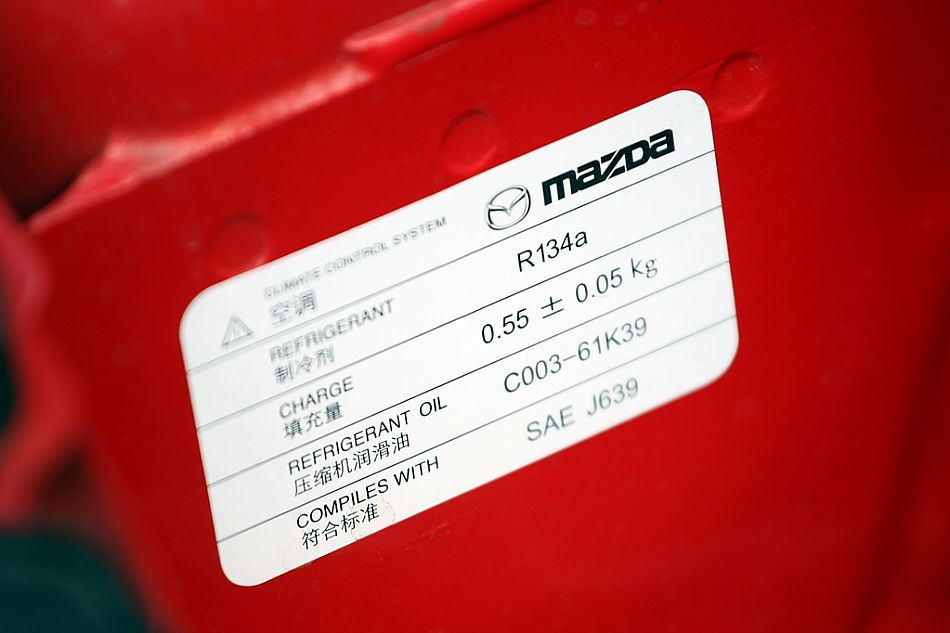 CLIMATE CONTROL SYSTEM mazda
空调
REFRIGERANT R134a
制冷剂
CHARGE 0.55 ± 0.05 kg
填充量
REFRIGERANT OIL C003-61K39
压缩机润滑油
COMPILES WITH SAE J639
符合标准